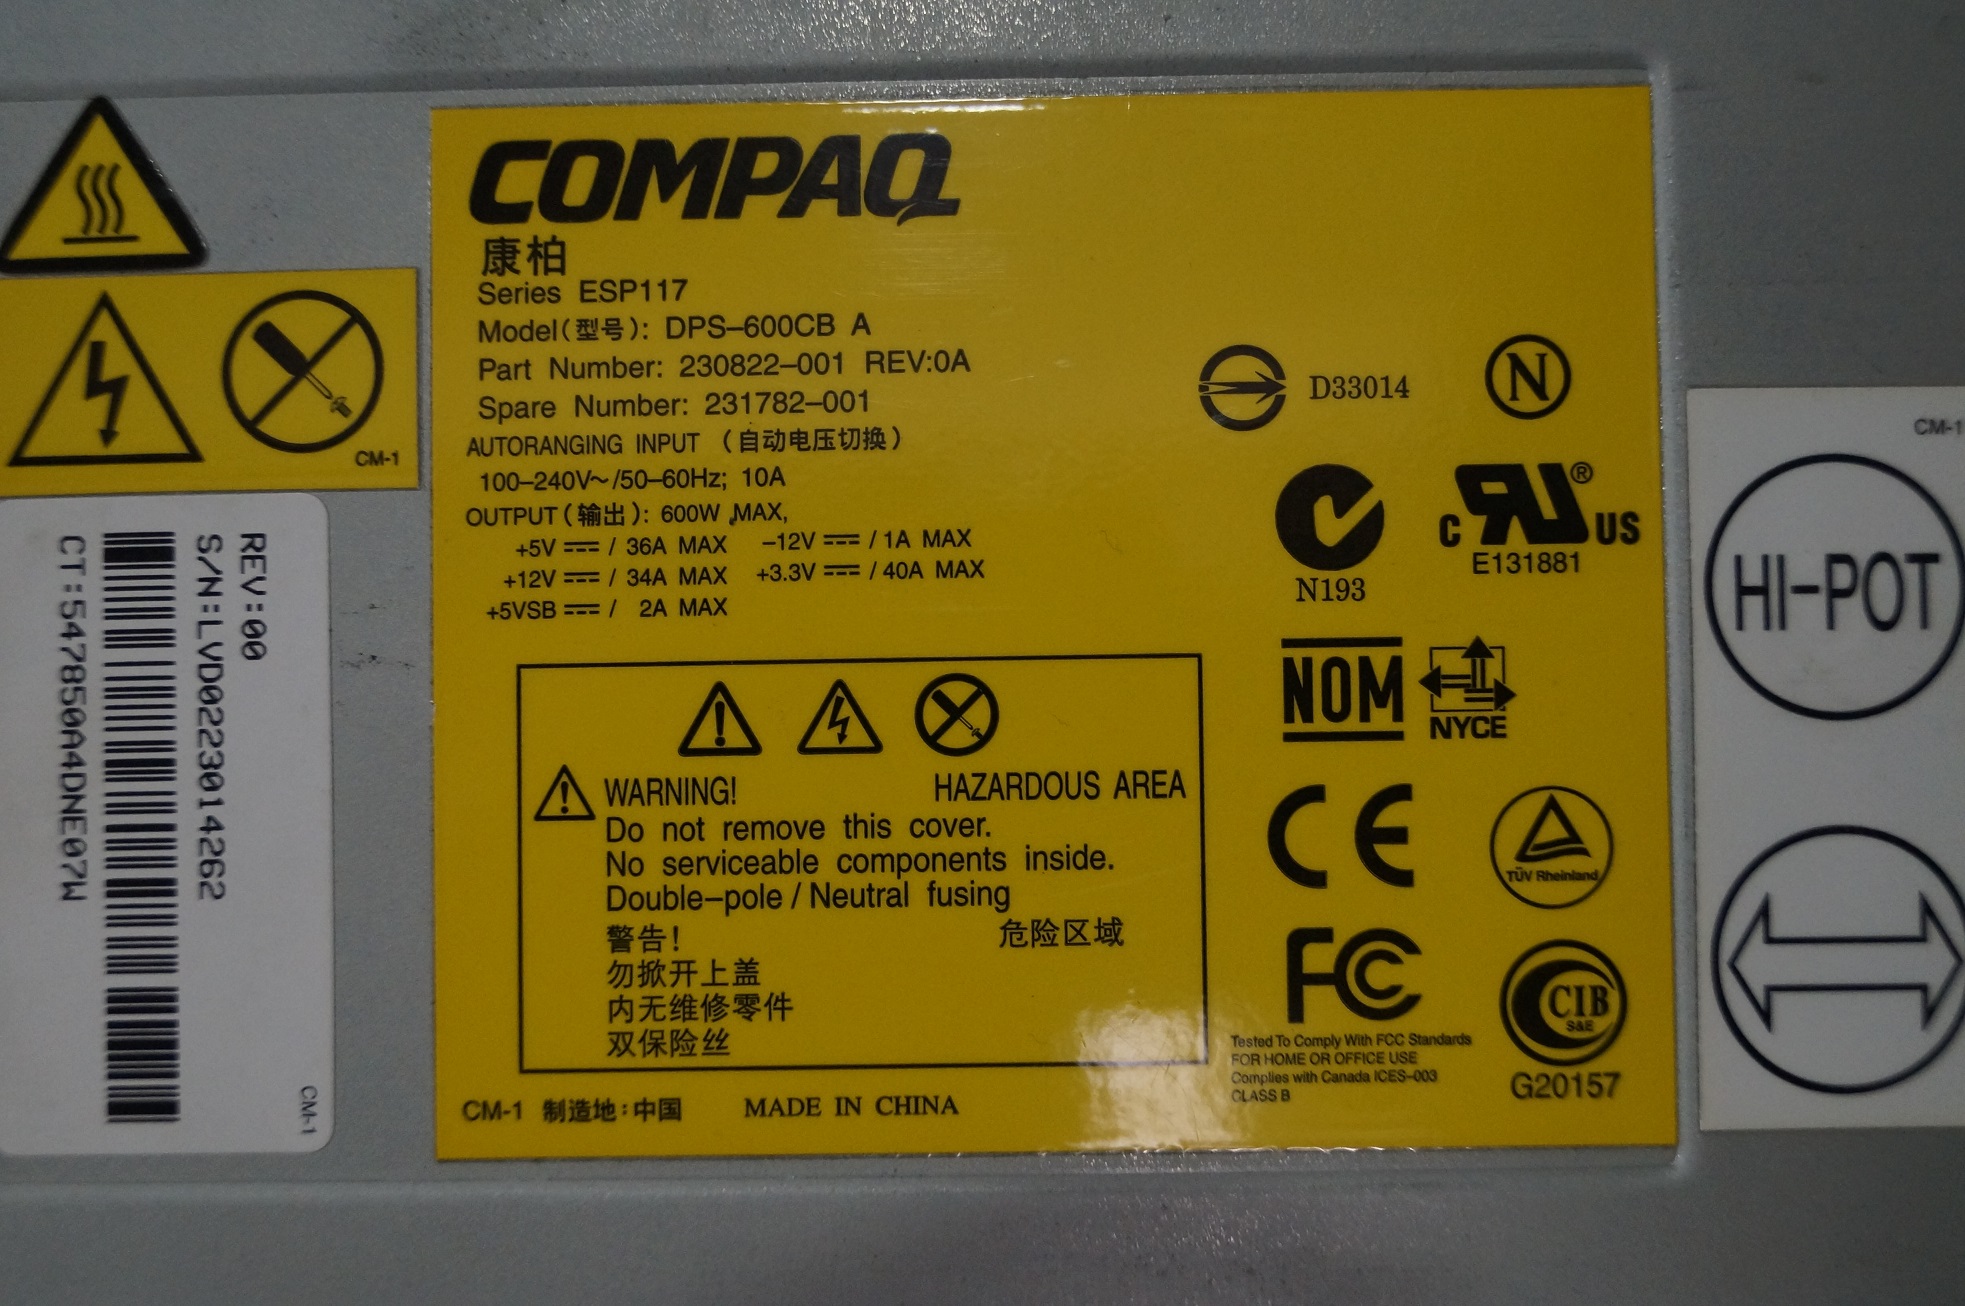 COMPAQ
康柏
Series ESP117
Model(型号): DPS-600CB A
Part Number: 230822-001 REV:0A
Spare Number: 231782-001
AUTORANGING INPUT (自动电压切换)
100-240V~/50-60Hz; 10A
OUTPUT(输出): 600W MAX,
+5V ⎓ / 36A MAX -12V ⎓ / 1A MAX
+12V ⎓ / 34A MAX +3.3V ⎓ / 40A MAX
+5VSB ⎓ / 2A MAX
WARNING! HAZARDOUS AREA
Do not remove this cover.
No serviceable components inside.
Double-pole / Neutral fusing
警告! 危险区域
勿掀开上盖
内无维修零件
双保险丝
CM-1 制造地:中国 MADE IN CHINA
D33014
N
N193
C RU ® US
E131881
NOM
NYCE
CE
TÜV Rheinland
FC
Tested To Comply With FCC Standards
FOR HOME OR OFFICE USE
Complies with Canada ICES-003
CLASS B
CIB
S&E
G20157
CM-1
REV:00
S/N:LVD0223014262
CT:547850A4DNE07W
CM-1
CM-1
HI-POT